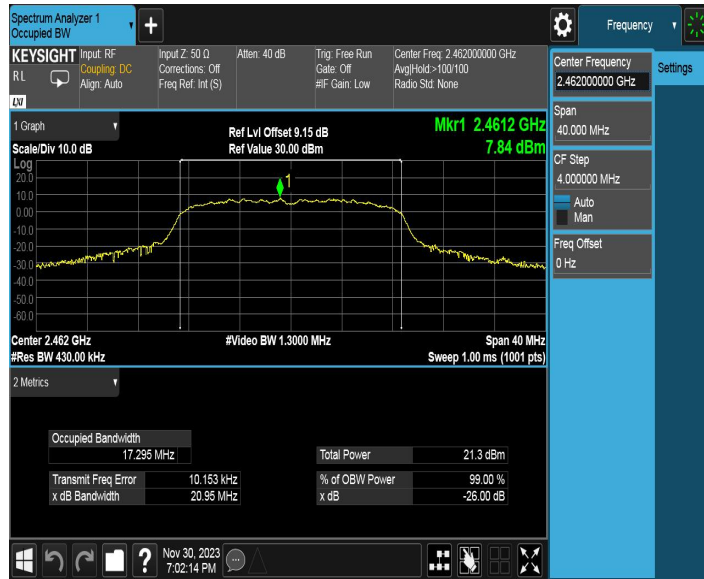 Spectrum Analyzer 1
Occupied BW
Frequency
KEYSIGHT
RL
LXI
Input: RF
Coupling: DC
Align: Auto
Input Z: 50 Ω
Corrections: Off
Freq Ref: Int (S)
Atten: 40 dB
Trig: Free Run
Gate: Off
#IF Gain: Low
Center Freq: 2.462000000 GHz
Avg|Hold:>100/100
Radio Std: None
Center Frequency
2.462000000 GHz
Settings
Span
40.000 MHz
CF Step
4.000000 MHz
Auto
Man
Freq Offset
0 Hz
1 Graph
Scale/Div 10.0 dB
Ref Lvl Offset 9.15 dB
Ref Value 30.00 dBm
Mkr1 2.4612 GHz
7.84 dBm
Log
20.0
10.0
0.00
-10.0
-20.0
-30.0
-40.0
-50.0
-60.0
1
Center 2.462 GHz
#Res BW 430.00 kHz
#Video BW 1.3000 MHz
Span 40 MHz
Sweep 1.00 ms (1001 pts)
2 Metrics
Occupied Bandwidth
17.295 MHz
Total Power 21.3 dBm
Transmit Freq Error 10.153 kHz
% of OBW Power 99.00 %
x dB Bandwidth 20.95 MHz
x dB -26.00 dB
?
Nov 30, 2023
7:02:14 PM